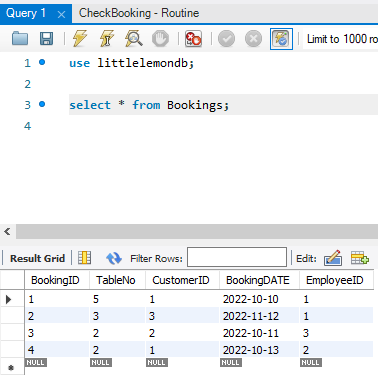 Query 1 CheckBooking - Routine
Limit to 1000 ro
1 use littlelemondb;
2
3 select * from Bookings;
4
Result Grid Filter Rows: Edit:
BookingID TableNo CustomerID BookingDATE EmployeeID
1 5 1 2022-10-10 1
2 3 3 2022-11-12 1
3 2 2 2022-10-11 3
4 2 1 2022-10-13 2
NULL NULL NULL NULL NULL